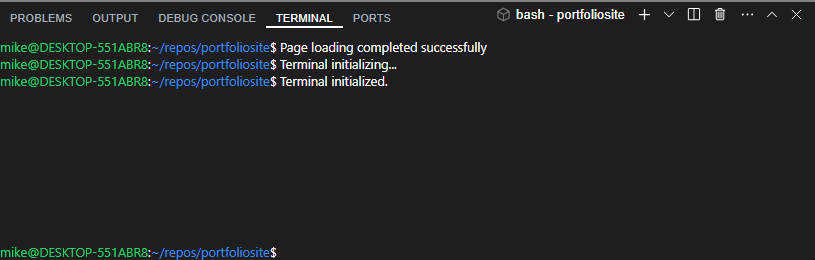 PROBLEMS OUTPUT DEBUG CONSOLE TERMINAL PORTS bash - portfoliosite
mike@DESKTOP-551ABR8:~/repos/portfoliosite$ Page loading completed successfully
mike@DESKTOP-551ABR8:~/repos/portfoliosite$ Terminal initializing...
mike@DESKTOP-551ABR8:~/repos/portfoliosite$ Terminal initialized.
mike@DESKTOP-551ABR8:~/repos/portfoliosite$